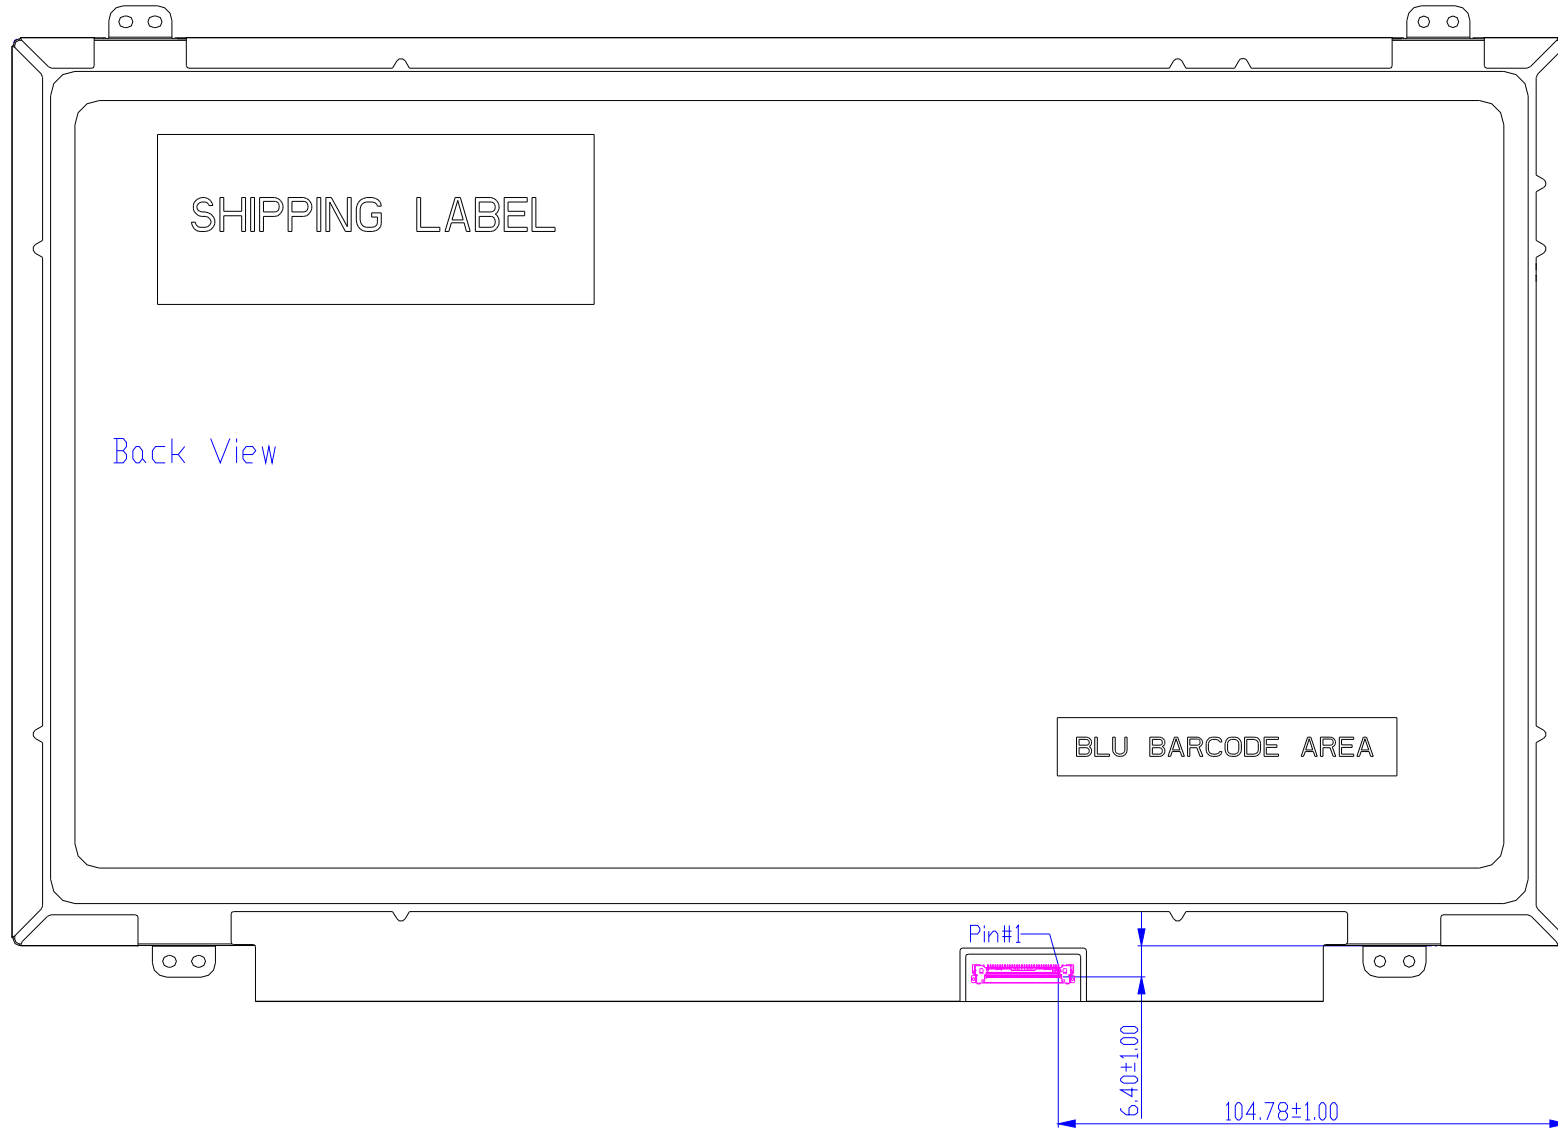 SHIPPING LABEL
Back View
BLU BARCODE AREA
Pin#1
6.40±1.00
104.78±1.00